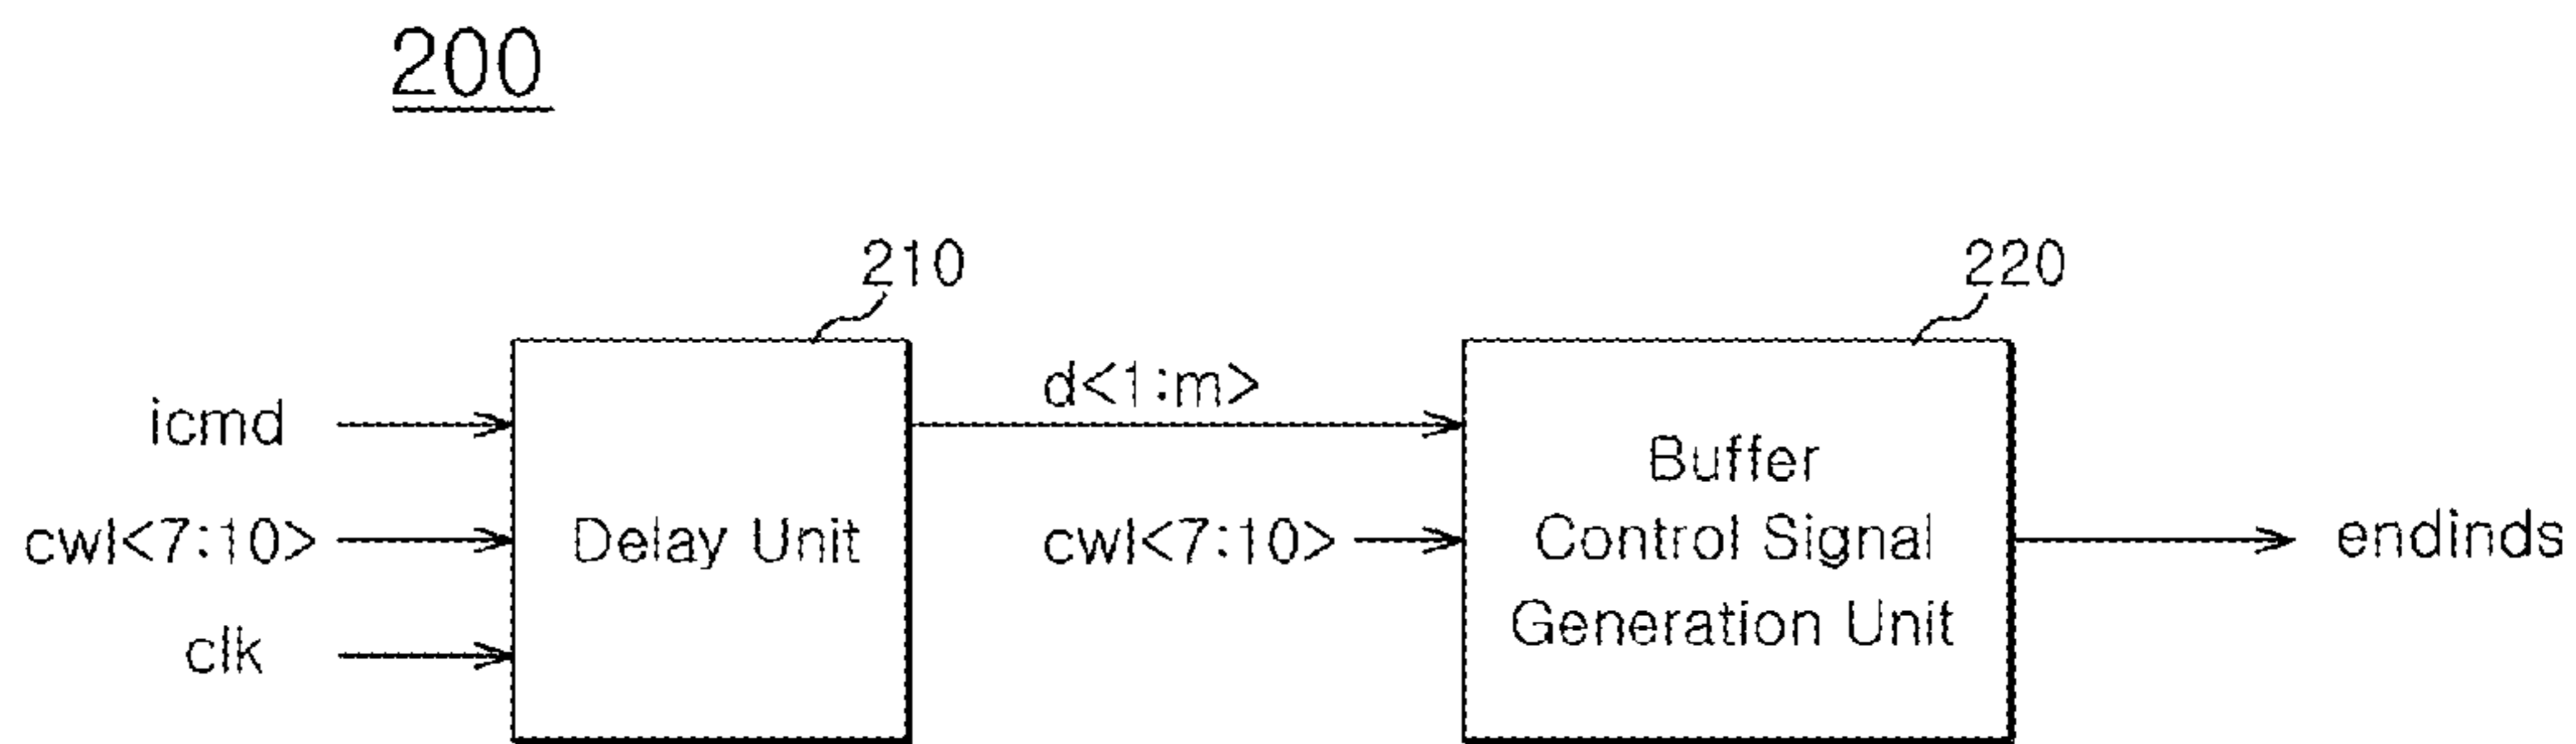 200
210
220
icmd
cwl<7:10>
clk
Delay Unit
d<1:m>
cwl<7:10>
Buffer
Control Signal
Generation Unit
endinds